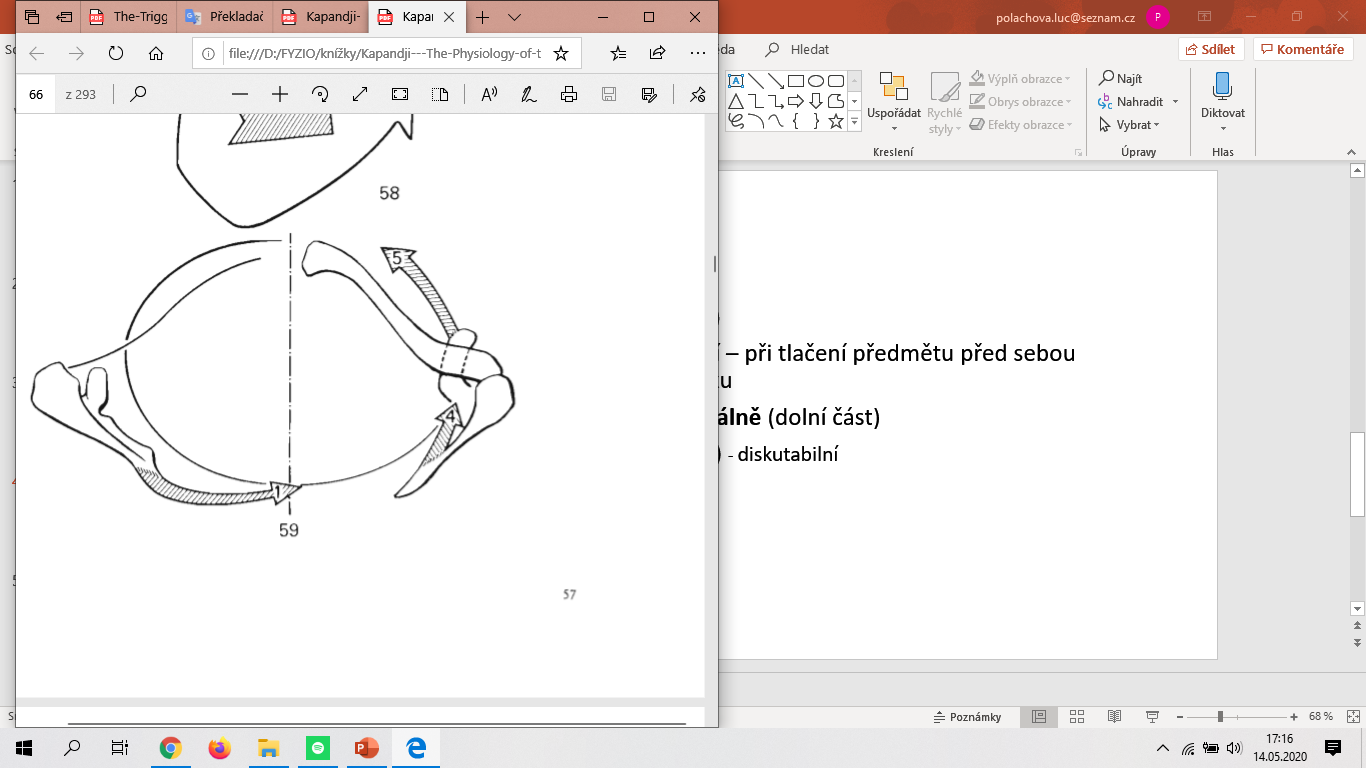 The-Trigg
Překladač
Kapandji-
Kapan
polachova.luc@seznam.cz
P
file:///D:/FYZIO/knížky/Kapandji---The-Physiology-of-t
eda
Hledat
Sdílet
Komentáře
66
z 293
Uspořádat
Rychlé
styly
Výplň obrazce
Obrys obrazce
Efekty obrazce
Najít
Nahradit
Vybrat
Diktovat
Kreslení
Úpravy
Hlas
58
5
4
1
59
57
– při tlačení předmětu před sebou
álně (dolní část)
) - diskutabilní
Poznámky
68 %
17:16
14.05.2020